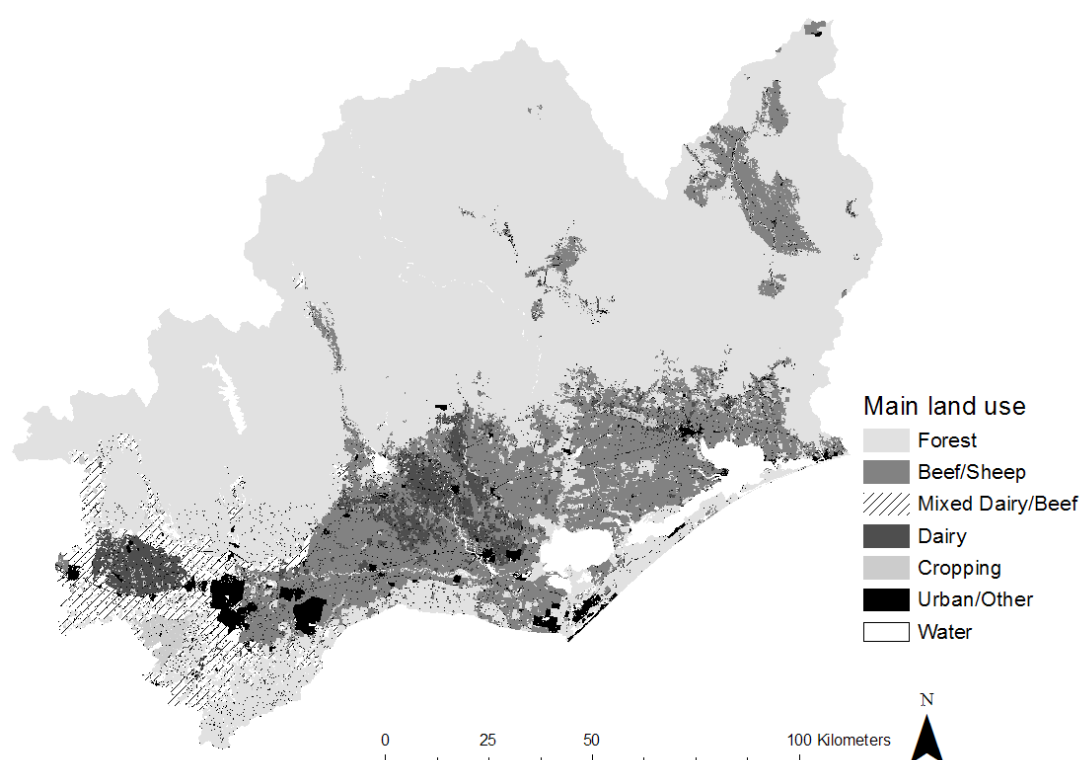 Main land use
Forest
Beef/Sheep
Mixed Dairy/Beef
Dairy
Cropping
Urban/Other
Water
N
0 25 50 100 Kilometers